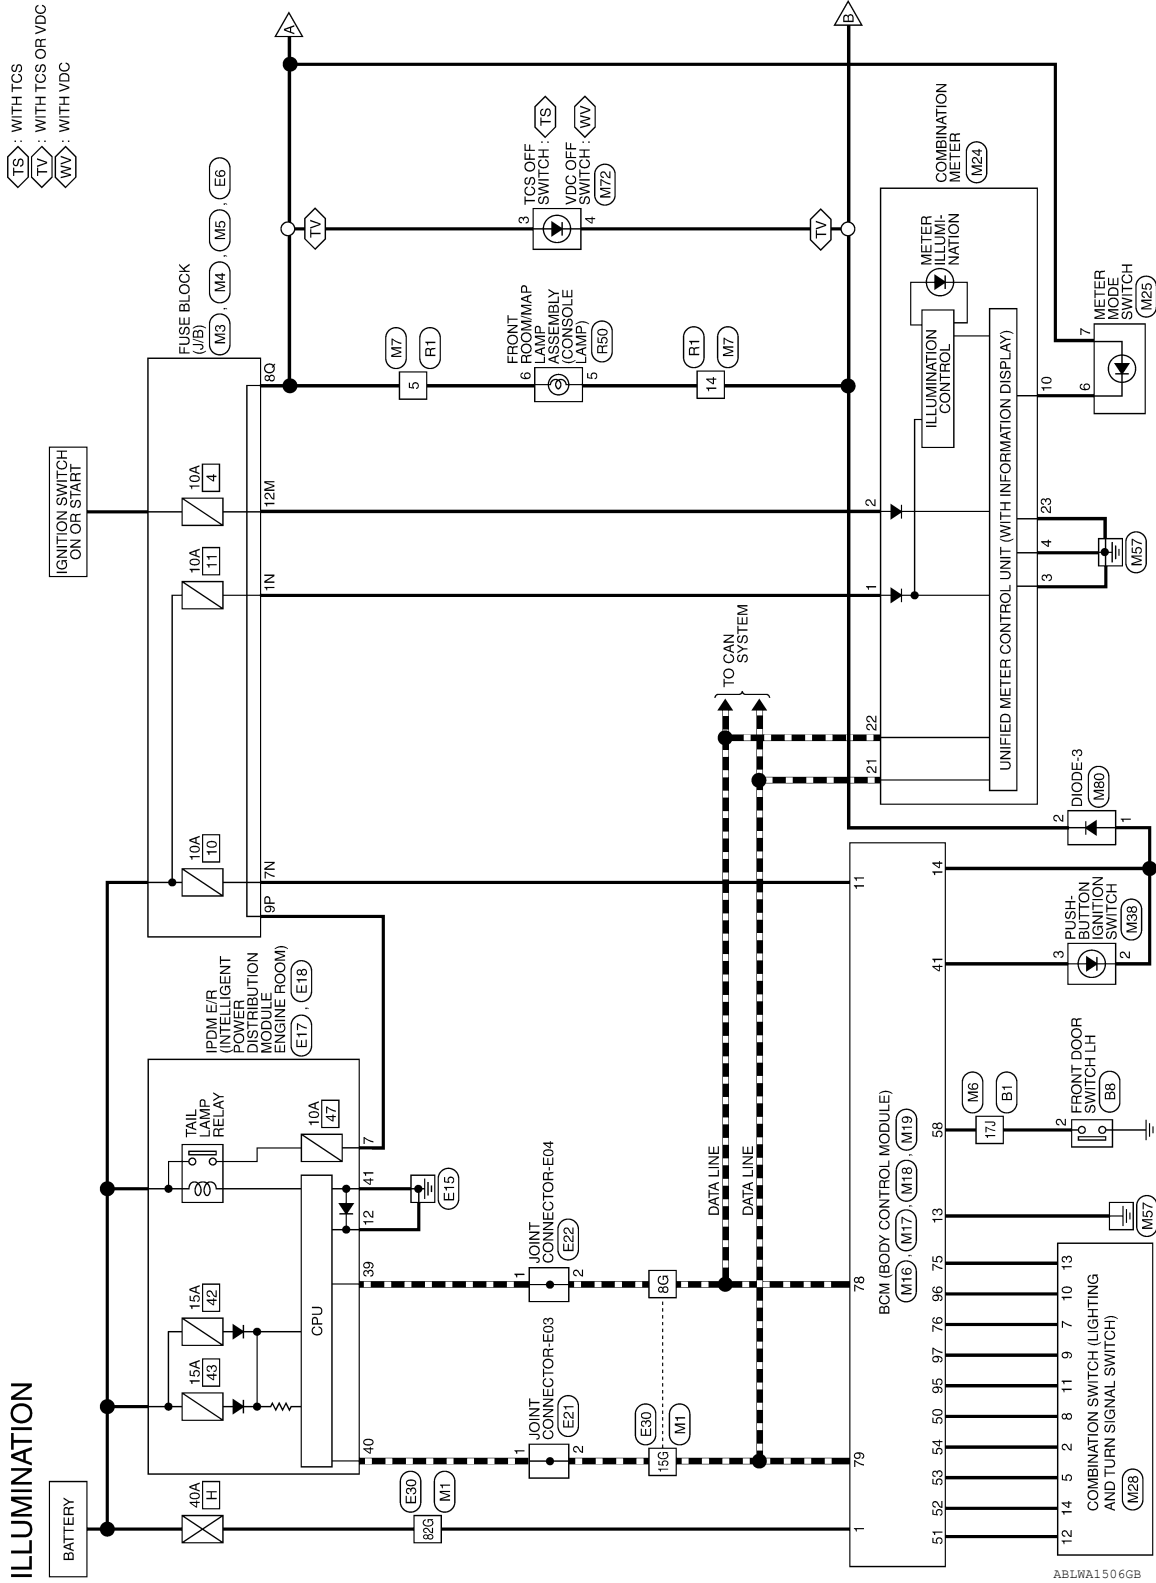 ILLUMINATION
TS : WITH TCS
TV : WITH TCS OR VDC
WV : WITH VDC
BATTERY
IGNITION SWITCH
ON OR START
40A
H
IPDM E/R
(INTELLIGENT
POWER
DISTRIBUTION
MODULE
ENGINE ROOM)
E17 , E18
15A
43
15A
42
TAIL
LAMP
RELAY
10A
47
CPU
40
39
12
41
7
E15
FUSE BLOCK
(J/B)
M3 , M4 , M5 , E6
10A
10
10A
11
10A
4
9P
7N
1N
12M
8Q
A
B
82G
E30
M1
1
JOINT
CONNECTOR-E03
E21
2
1
JOINT
CONNECTOR-E04
E22
2
15G
E30
M1
8G
DATA LINE
DATA LINE
TO CAN
SYSTEM
M7
R1
5
FRONT
ROOM/MAP
LAMP
ASSEMBLY
(CONSOLE
LAMP)
R50
6
5
R1
M7
14
TV
TCS OFF
SWITCH : TS
VDC OFF
SWITCH : WV
M72
3
4
TV
BCM (BODY CONTROL MODULE)
M16 , M17 , M18 , M19
1
79
78
11
51
52
53
54
50
95
97
76
96
75
13
58
41
14
12
14
5
2
8
11
9
7
10
13
COMBINATION SWITCH (LIGHTING
AND TURN SIGNAL SWITCH)
M28
M57
M6
B1
17J
2
FRONT DOOR
SWITCH LH
B8
PUSH-
BUTTON
IGNITION
SWITCH
M38
3
2
DIODE-3
M80
2
1
COMBINATION
METER
M24
21
22
1
2
METER
ILLUMI-
NATION
ILLUMINATION
CONTROL
UNIFIED METER CONTROL UNIT (WITH INFORMATION DISPLAY)
3
4
23
10
M57
6
7
METER
MODE
SWITCH
M25
ABLWA1506GB